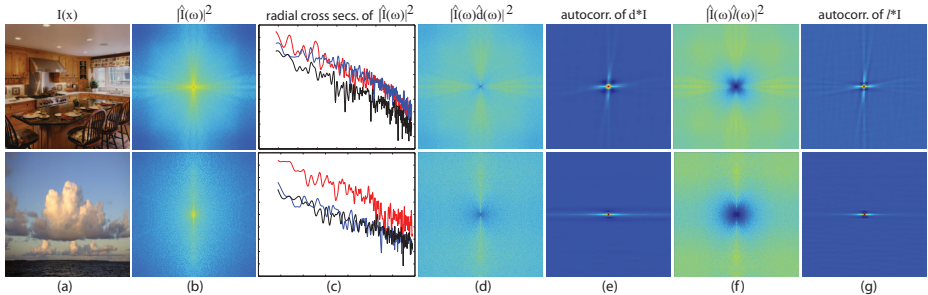 I(x)
|Î(ω)|²
radial cross secs. of |Î(ω)|²
|Î(ω)d̂(ω)|²
autocorr. of d*I
|Î(ω)l̂(ω)|²
autocorr. of l*I
(a)
(b)
(c)
(d)
(e)
(f)
(g)